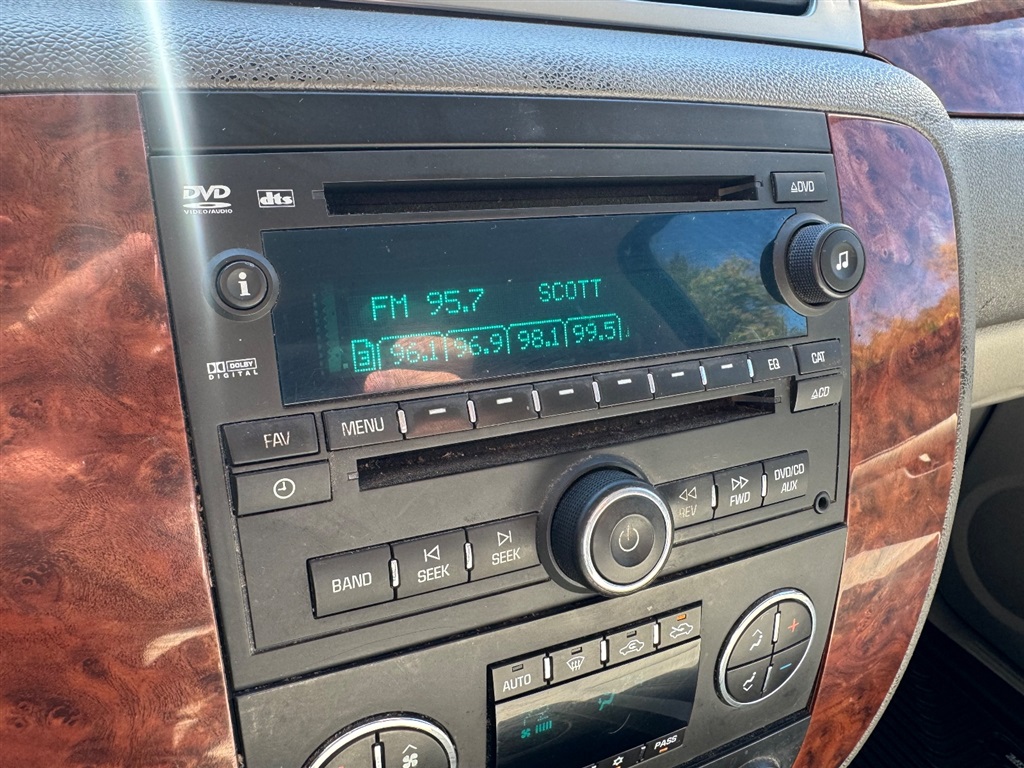 DVD
VIDEO/AUDIO
dts
DVD
i
FM 95.7 SCOTT
3 96.1 96.9 98.1 99.5
DOLBY
DIGITAL
FAV
MENU
EQ
CAT
CD
BAND
SEEK
SEEK
REV
FWD
DVD/CD
AUX
AUTO
PASS